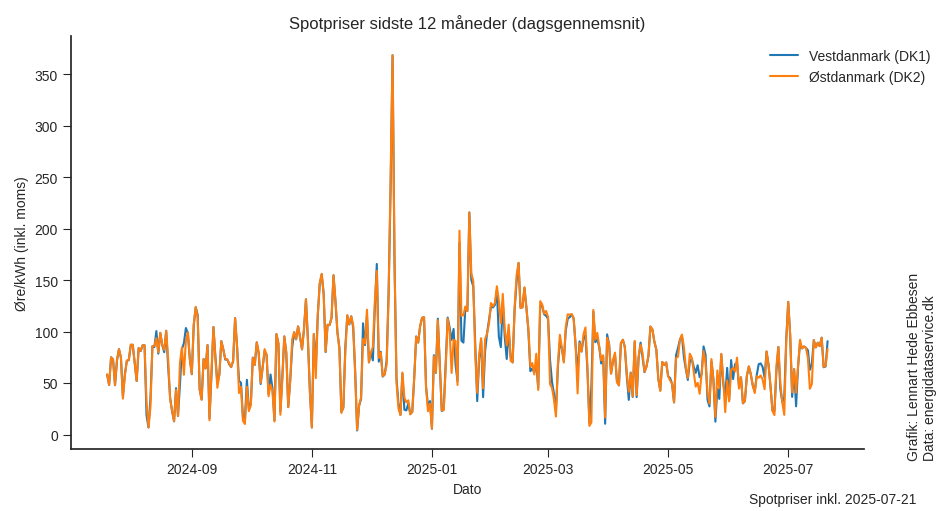 Spotpriser sidste 12 måneder (dagsgennemsnit)
Vestdanmark (DK1)
Østdanmark (DK2)
Øre/kWh (inkl. moms)
350
300
250
200
150
100
50
0
2024-09
2024-11
2025-01
2025-03
2025-05
2025-07
Dato
Grafik: Lennart Hede Ebbesen
Data: energidataservice.dk
Spotpriser inkl. 2025-07-21